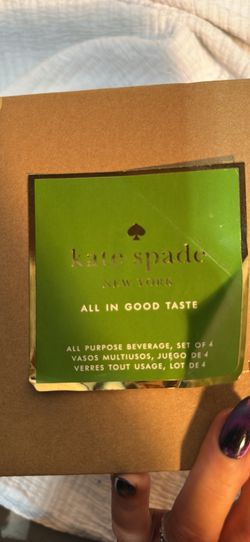 kate spade
NEW YORK
ALL IN GOOD TASTE
ALL PURPOSE BEVERAGE, SET OF 4
VASOS MULTIUSOS, JUEGO DE 4
VERRES TOUT USAGE, LOT DE 4